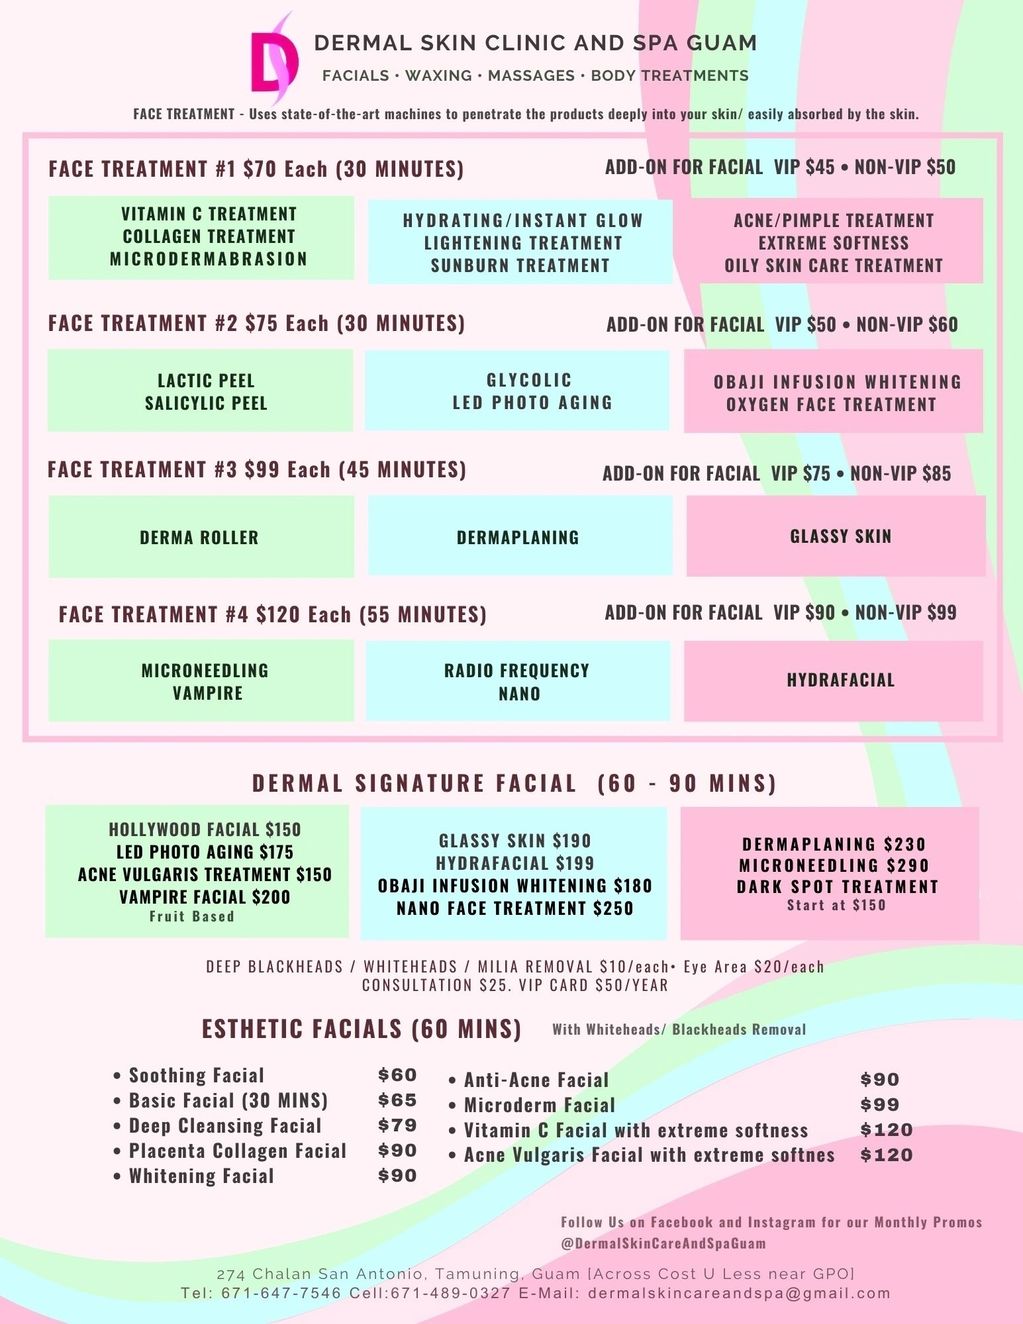 DERMAL SKIN CLINIC AND SPA GUAM
FACIALS • WAXING • MASSAGES • BODY TREATMENTS
FACE TREATMENT - Uses state-of-the-art machines to penetrate the products deeply into your skin/ easily absorbed by the skin.
FACE TREATMENT #1 $70 Each (30 MINUTES)
ADD-ON FOR FACIAL VIP $45 • NON-VIP $50
VITAMIN C TREATMENT
COLLAGEN TREATMENT
MICRODERMABRASION
HYDRATING/INSTANT GLOW
LIGHTENING TREATMENT
SUNBURN TREATMENT
ACNE/PIMPLE TREATMENT
EXTREME SOFTNESS
OILY SKIN CARE TREATMENT
FACE TREATMENT #2 $75 Each (30 MINUTES)
ADD-ON FOR FACIAL VIP $50 • NON-VIP $60
LACTIC PEEL
SALICYLIC PEEL
GLYCOLIC
LED PHOTO AGING
OBAJI INFUSION WHITENING
OXYGEN FACE TREATMENT
FACE TREATMENT #3 $99 Each (45 MINUTES)
ADD-ON FOR FACIAL VIP $75 • NON-VIP $85
DERMA ROLLER
DERMAPLANING
GLASSY SKIN
FACE TREATMENT #4 $120 Each (55 MINUTES)
ADD-ON FOR FACIAL VIP $90 • NON-VIP $99
MICRONEEDLING
VAMPIRE
RADIO FREQUENCY
NANO
HYDRAFACIAL
DERMAL SIGNATURE FACIAL (60 - 90 MINS)
HOLLYWOOD FACIAL $150
LED PHOTO AGING $175
ACNE VULGARIS TREATMENT $150
VAMPIRE FACIAL $200
Fruit Based
GLASSY SKIN $190
HYDRAFACIAL $199
OBAJI INFUSION WHITENING $180
NANO FACE TREATMENT $250
DERMAPLANING $230
MICRONEEDLING $290
DARK SPOT TREATMENT
Start at $150
DEEP BLACKHEADS / WHITEHEADS / MILIA REMOVAL $10/each• Eye Area $20/each
CONSULTATION $25. VIP CARD $50/YEAR
ESTHETIC FACIALS (60 MINS) With Whiteheads/ Blackheads Removal
• Soothing Facial $60
• Basic Facial (30 MINS) $65
• Deep Cleansing Facial $79
• Placenta Collagen Facial $90
• Whitening Facial $90
• Anti-Acne Facial $90
• Microderm Facial $99
• Vitamin C Facial with extreme softness $120
• Acne Vulgaris Facial with extreme softnes $120
Follow Us on Facebook and Instagram for our Monthly Promos
@DermalSkinCareAndSpaGuam
274 Chalan San Antonio, Tamuning, Guam [Across Cost U Less near GPO]
Tel: 671-647-7546 Cell:671-489-0327 E-Mail: dermalskincareandspa@gmail.com